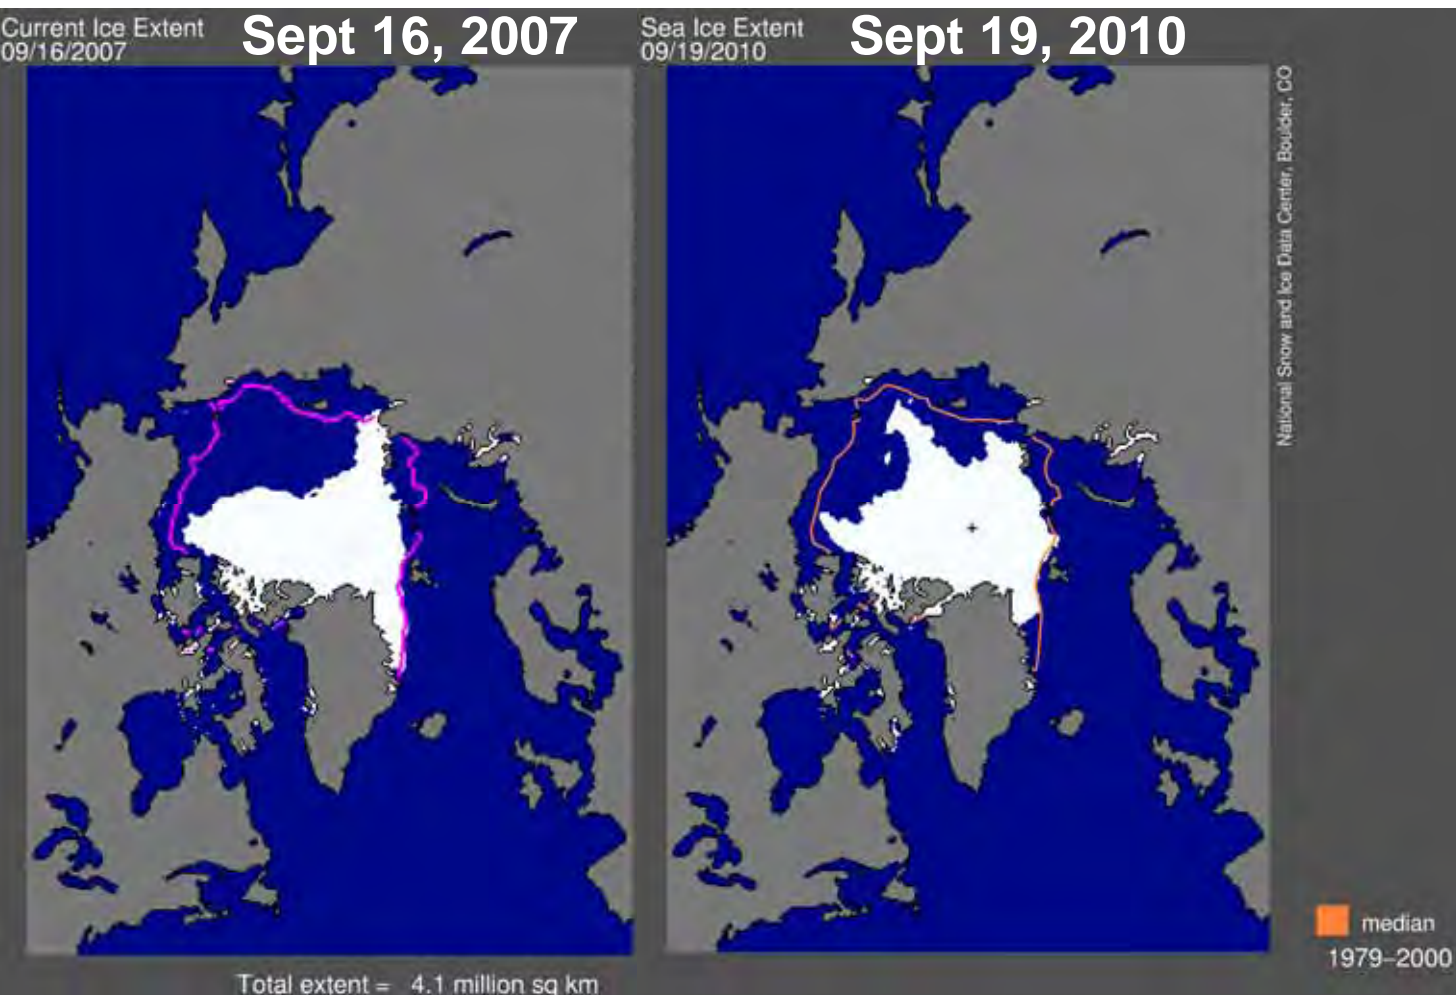 Current Ice Extent
09/16/2007
Sept 16, 2007
Sea Ice Extent
09/19/2010
Sept 19, 2010
National Snow and Ice Data Center, Boulder, CO
median
1979–2000
Total extent = 4.1 million sq km